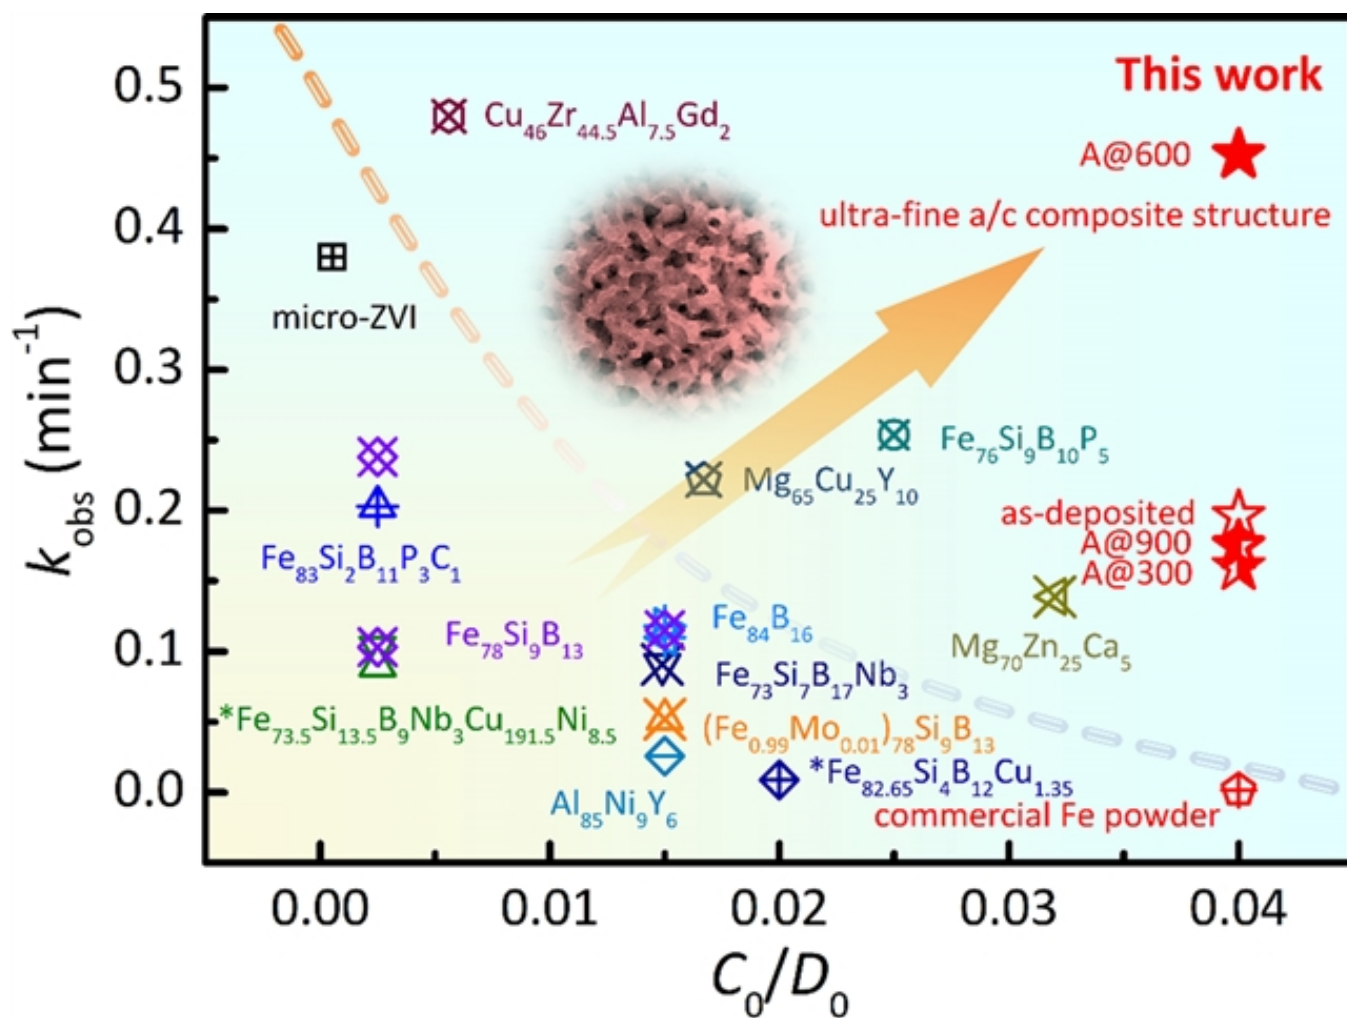 This work
0.5
Cu₄₆Zr₄₄.₅Al₇.₅Gd₂
A@600
ultra-fine a/c composite structure
0.4
micro-ZVI
0.3
k_obs (min⁻¹)
Fe₇₆Si₉B₁₀P₅
Mg₆₅Cu₂₅Y₁₀
0.2
as-deposited
A@900
A@300
Fe₈₃Si₂B₁₁P₃C₁
Fe₈₄B₁₆
Fe₇₈Si₉B₁₃
0.1
Mg₇₀Zn₂₅Ca₅
Fe₇₃Si₇B₁₇Nb₃
*Fe₇₃.₅Si₁₃.₅B₉Nb₃Cu₁₉₁.₅Ni₈.₅
(Fe₀.₉₉Mo₀.₀₁)₇₈Si₉B₁₃
*Fe₈₂.₆₅Si₄B₁₂Cu₁.₃₅
0.0
Al₈₅Ni₉Y₆
commercial Fe powder
0.00 0.01 0.02 0.03 0.04
C₀/D₀